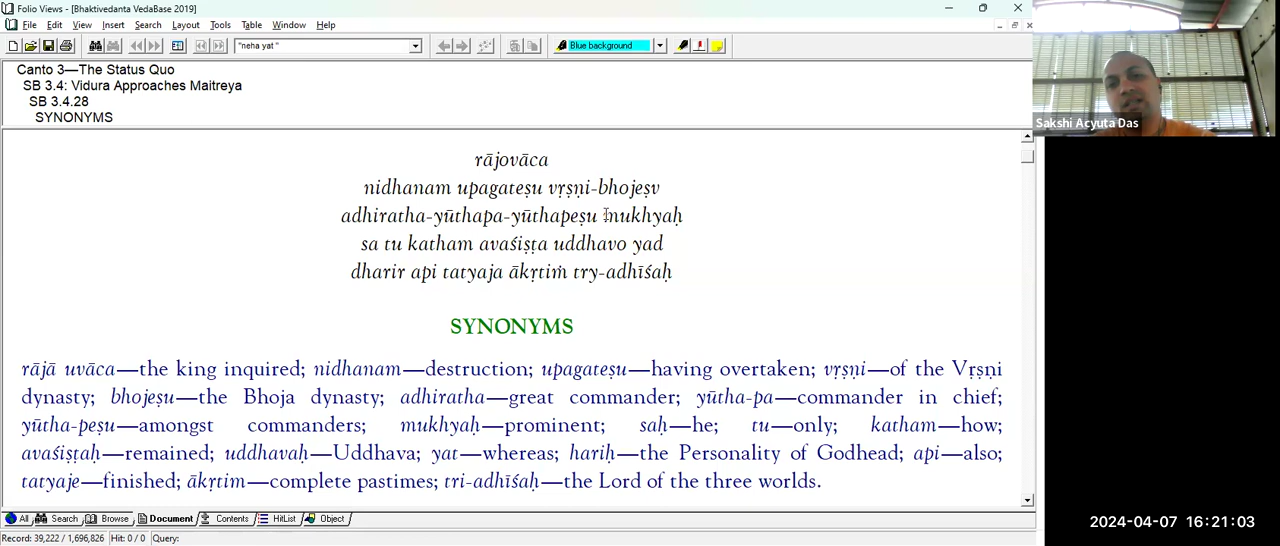 Folio Views - [Bhaktivedanta VedaBase 2019]
File Edit View Insert Search Layout Tools Table Window Help
"neha yat "
Blue background
Canto 3—The Status Quo
SB 3.4: Vidura Approaches Maitreya
SB 3.4.28
SYNONYMS
Sakshi Acyuta Das
rājovāca
nidhanam upagateṣu vṛṣṇi-bhojeṣv
adhiratha-yūthapa-yūthapeṣu mukhyaḥ
sa tu katham avaśiṣṭa uddhavo yad
dharir api tatyaja ākṛtiṁ try-adhīśaḥ
SYNONYMS
rājā uvāca—the king inquired; nidhanam—destruction; upagateṣu—having overtaken; vṛṣṇi—of the Vṛṣṇi
dynasty; bhojeṣu—the Bhoja dynasty; adhiratha—great commander; yūtha-pa—commander in chief;
yūtha-peṣu—amongst commanders; mukhyaḥ—prominent; saḥ—he; tu—only; katham—how;
avaśiṣṭaḥ—remained; uddhavaḥ—Uddhava; yat—whereas; hariḥ—the Personality of Godhead; api—also;
tatyaje—finished; ākṛtim—complete pastimes; tri-adhīśaḥ—the Lord of the three worlds.
All Search Browse Document Contents HitList Object
2024-04-07 16:21:03
Record: 39,222 / 1,696,826 Hit: 0 / 0 Query: